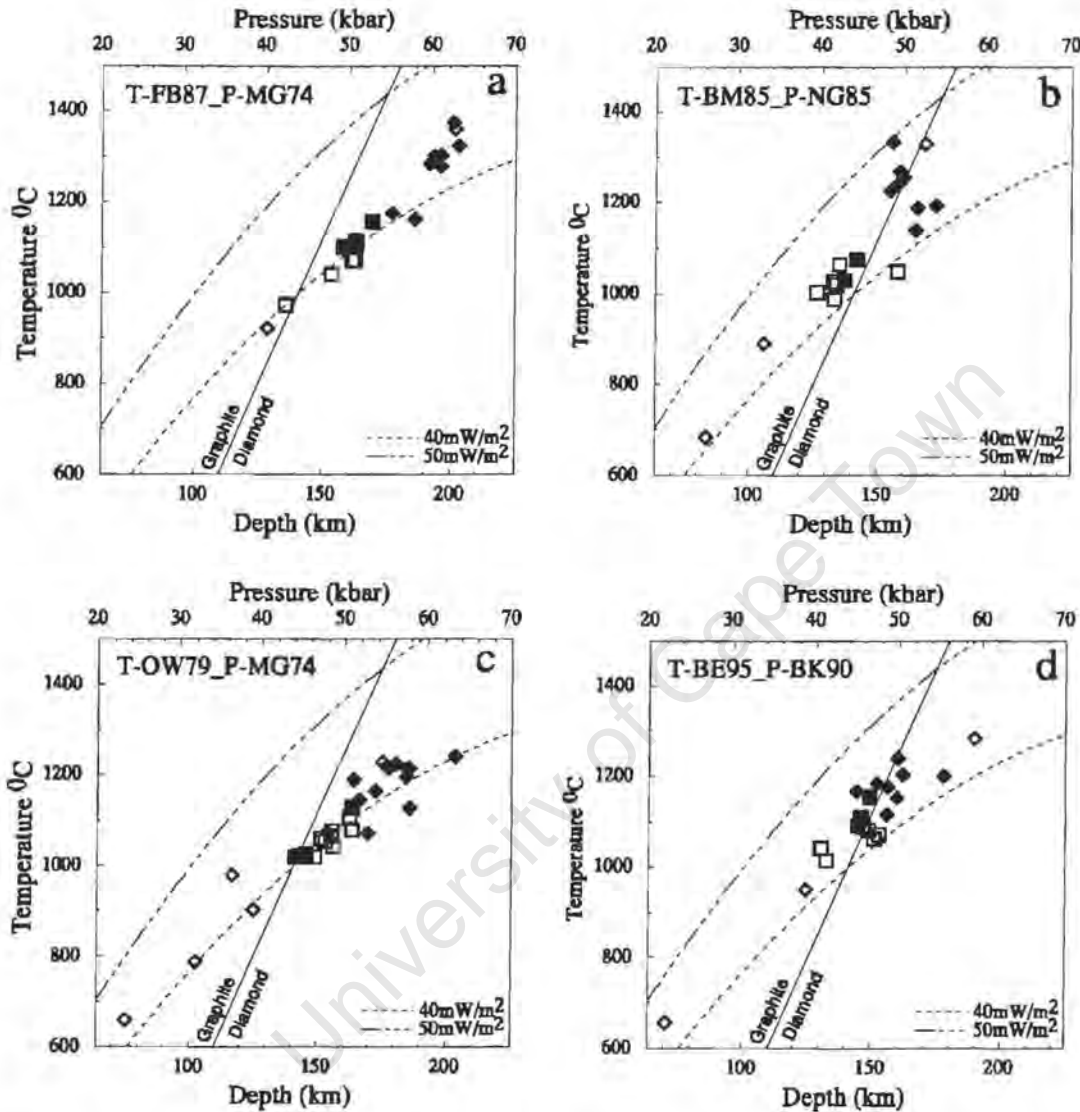 Pressure (kbar)
20 30 40 50 60 70
T-FB87_P-MG74
a
1400
1200
1000
800
600
Temperature ⁰C
Graphite
Diamond
40mW/m²
50mW/m²
100 150 200
Depth (km)
Pressure (kbar)
20 30 40 50 60 70
T-BM85_P-NG85
b
1400
1200
1000
800
600
Temperature ⁰C
Graphite
Diamond
40mW/m²
50mW/m²
100 150 200
Depth (km)
Pressure (kbar)
20 30 40 50 60 70
T-OW79_P-MG74
c
1400
1200
1000
800
600
Temperature ⁰C
Graphite
Diamond
40mW/m²
50mW/m²
100 150 200
Depth (km)
Pressure (kbar)
20 30 40 50 60 70
T-BE95_P-BK90
d
1400
1200
1000
800
600
Temperature ⁰C
Graphite
Diamond
40mW/m²
50mW/m²
100 150 200
Depth (km)
University of Cape Town